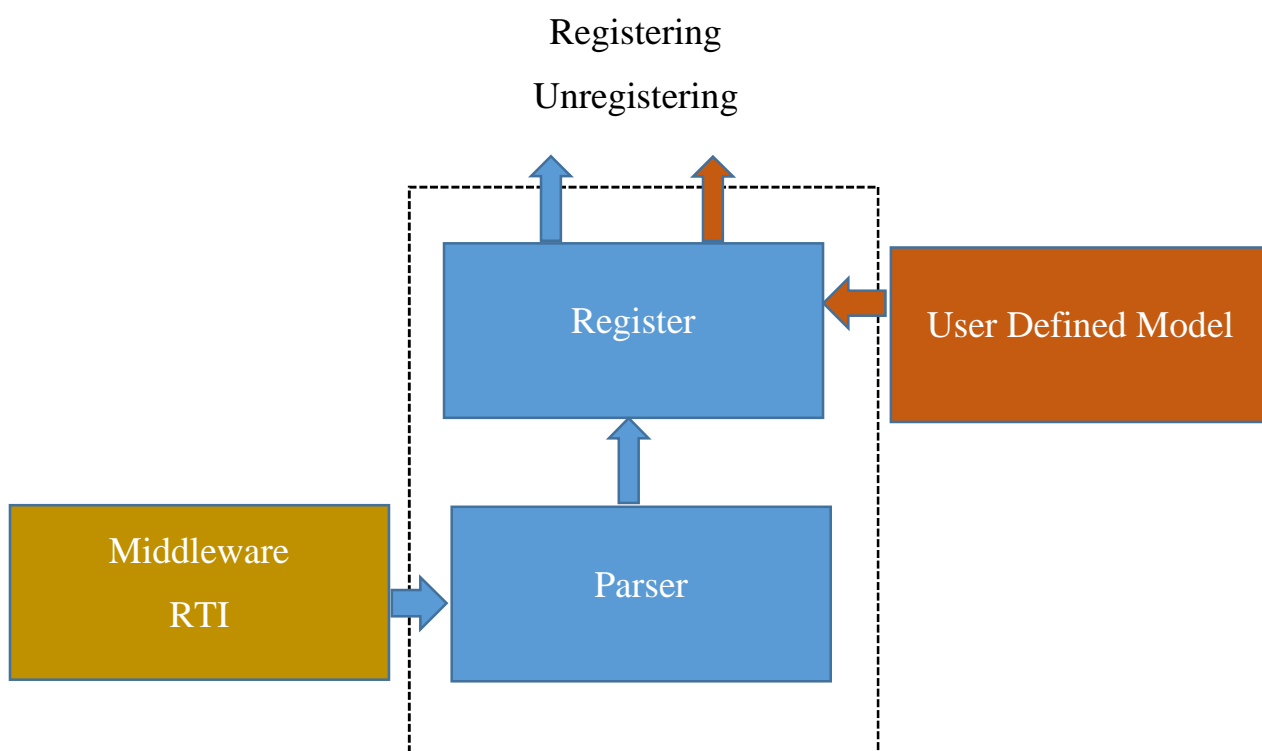 Registering
Unregistering
Register
User Defined Model
Middleware
RTI
Parser